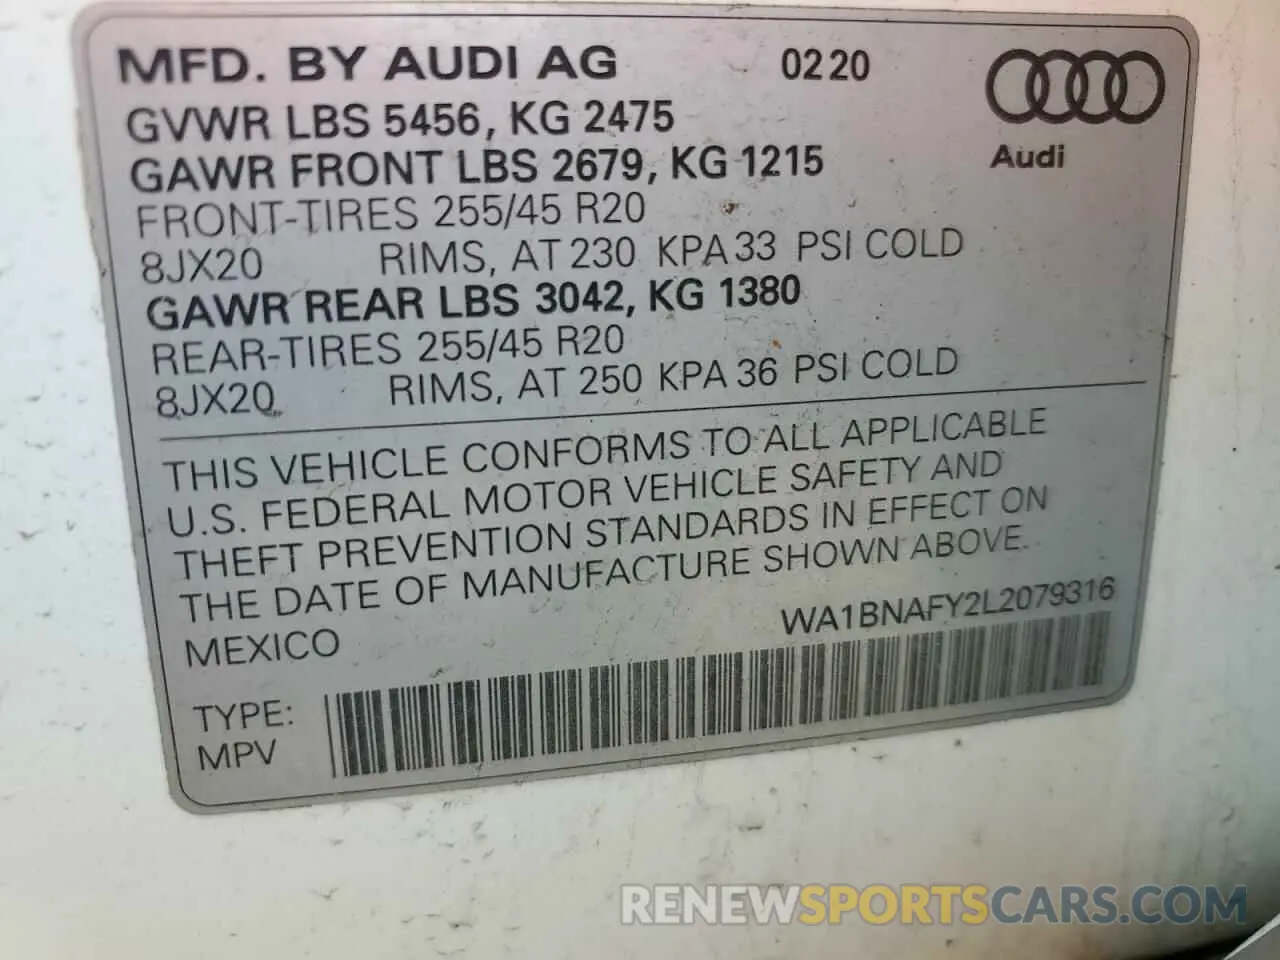 MFD. BY AUDI AG 0220
GVWR LBS 5456, KG 2475
GAWR FRONT LBS 2679, KG 1215
Audi
FRONT-TIRES 255/45 R20
8JX20 RIMS, AT 230 KPA 33 PSI COLD
GAWR REAR LBS 3042, KG 1380
REAR-TIRES 255/45 R20
8JX20 RIMS, AT 250 KPA 36 PSI COLD
THIS VEHICLE CONFORMS TO ALL APPLICABLE
U.S. FEDERAL MOTOR VEHICLE SAFETY AND
THEFT PREVENTION STANDARDS IN EFFECT ON
THE DATE OF MANUFACTURE SHOWN ABOVE.
MEXICO WA1BNAFY2L2079316
TYPE:
MPV
RENEWSPORTSCARS.COM